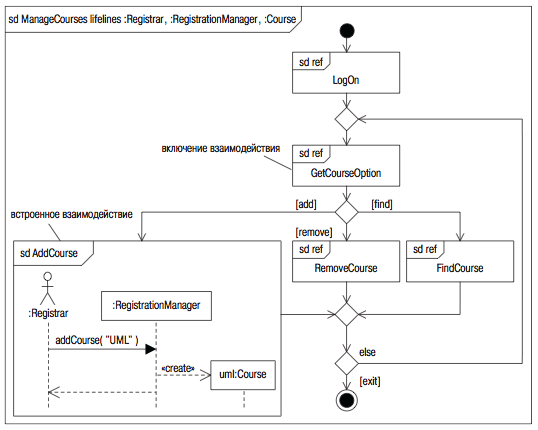 sd ManageCourses lifelines :Registrar, :RegistrationManager, :Course
sd ref
LogOn
включение взаимодействия
sd ref
GetCourseOption
[add]
[find]
встроенное взаимодействие
[remove]
sd AddCourse
sd ref
RemoveCourse
sd ref
FindCourse
:Registrar
:RegistrationManager
addCourse( "UML" )
«create»
uml:Course
else
[exit]